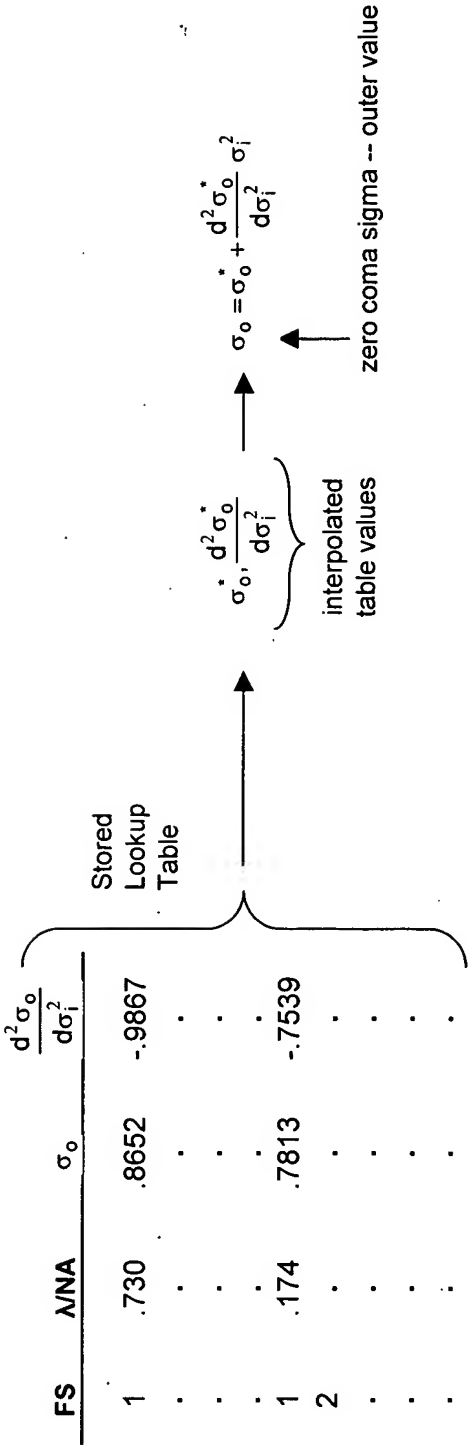 FS λ/NA σo d²σo/dσi²
1 .730 .8652 -.9867
. . . .
. . . .
. . . .
1 .174 .7813 -.7539
2 . . .
. . . .
. . . .
. . . .
Stored
Lookup
Table
σo*, d²σo*/dσi²
interpolated
table values
σo = σo* + d²σo*/dσi² σi²
zero coma sigma -- outer value